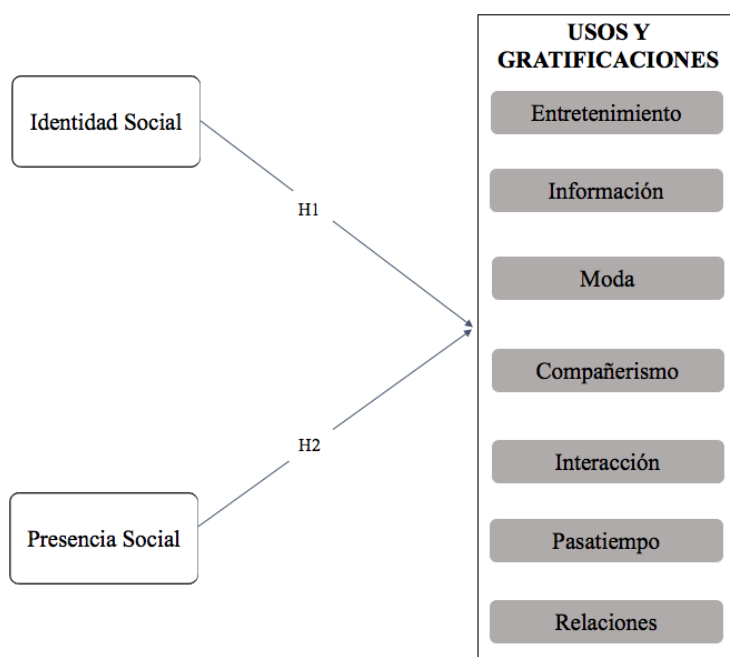 USOS Y
GRATIFICACIONES
Identidad Social
H1
H2
Presencia Social
Entretenimiento
Información
Moda
Compañerismo
Interacción
Pasatiempo
Relaciones